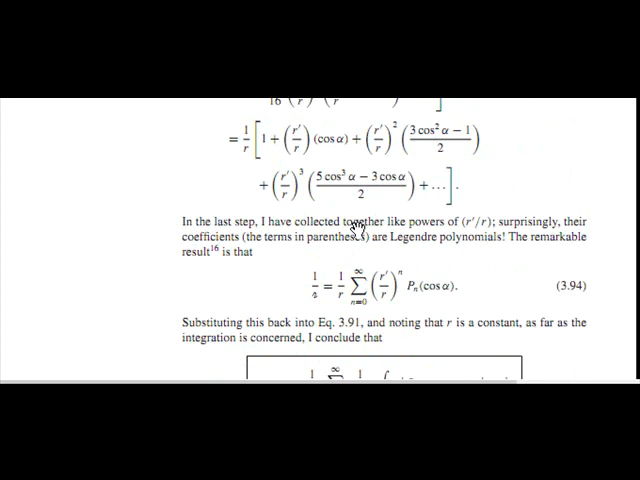 = 1/r [ 1 + (r′/r) (cos α) + (r′/r)² ( (3 cos² α − 1) / 2 )
+ (r′/r)³ ( (5 cos³ α − 3 cos α) / 2 ) + ... ].
In the last step, I have collected together like powers of (r′/r); surprisingly, their
coefficients (the terms in parentheses) are Legendre polynomials! The remarkable
result¹⁶ is that
1/𝓇 = 1/r ∑_{n=0}^{∞} (r′/r)ⁿ Pₙ(cos α). (3.94)
Substituting this back into Eq. 3.91, and noting that r is a constant, as far as the
integration is concerned, I conclude that